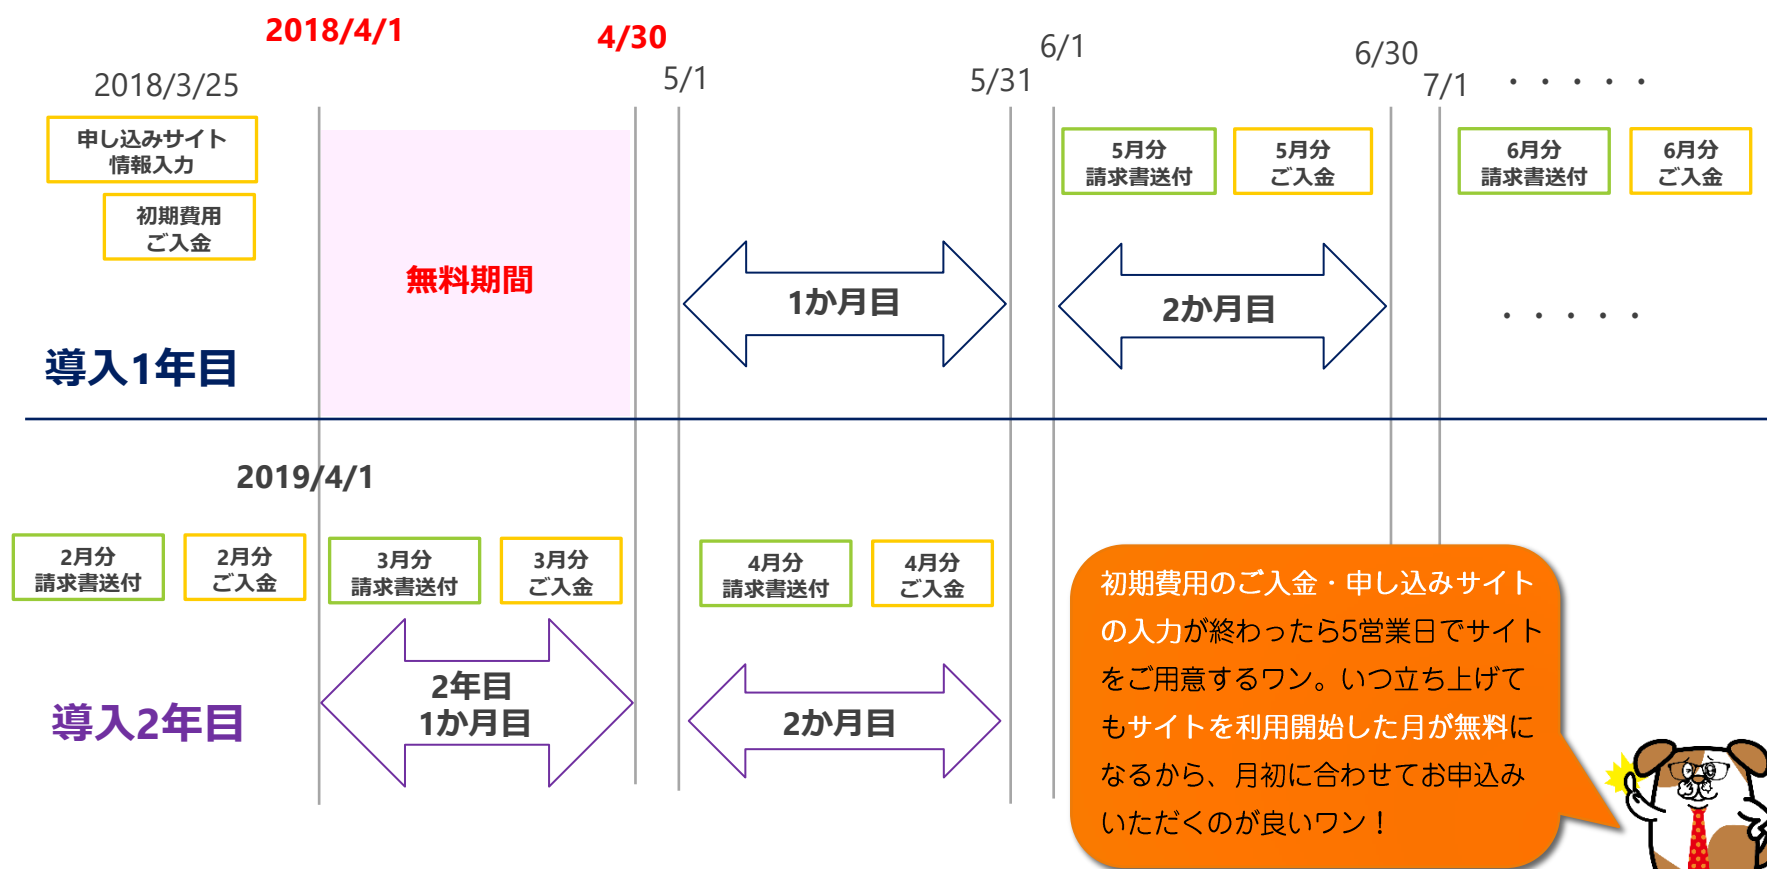 2018/4/1
4/30
6/1
6/30
2018/3/25
5/1
5/31
7/1
・・・・・
申し込みサイト
情報入力
初期費用
ご入金
5月分
請求書送付
5月分
ご入金
6月分
請求書送付
6月分
ご入金
無料期間
1か月目
2か月目
・・・・・
導入1年目
2019/4/1
2月分
請求書送付
2月分
ご入金
3月分
請求書送付
3月分
ご入金
4月分
請求書送付
4月分
ご入金
2年目
1か月目
2か月目
導入2年目
初期費用のご入金・申し込みサイト
の入力が終わったら5営業日でサイト
をご用意するワン。いつ立ち上げて
もサイトを利用開始した月が無料に
なるから、月初に合わせてお申込み
いただくのが良いワン！